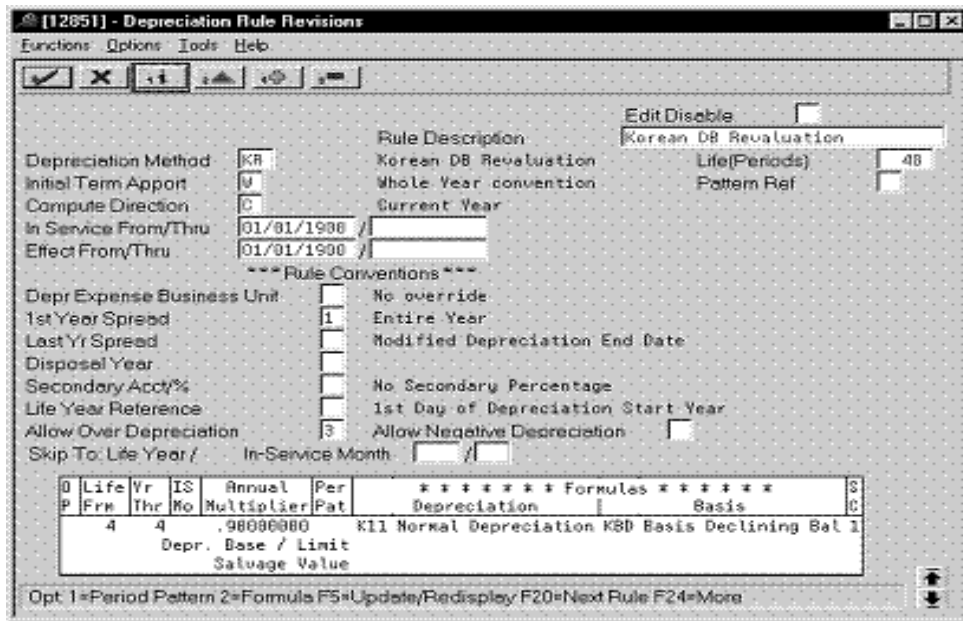 [12851] - Depreciation Rule Revisions
Functions Options Tools Help
Edit Disable
Rule Description Korean DB Revaluation
Depreciation Method KR Korean DB Revaluation Life(Periods) 48
Initial Term Apport W Whole Year convention Pattern Ref
Compute Direction C Current Year
In Service From/Thru 01/01/1900 /
Effect From/Thru 01/01/1900 /
*** Rule Conventions ***
Depr Expense Business Unit No override
1st Year Spread 1 Entire Year
Last Yr Spread Modified Depreciation End Date
Disposal Year
Secondary Acct/% No Secondary Percentage
Life Year Reference 1st Day of Depreciation Start Year
Allow Over Depreciation 3 Allow Negative Depreciation
Skip To: Life Year / In-Service Month /
O Life Yr IS Annual Per * * * * * * * Formulas * * * * * * S
P Frm Thr Mo Multiplier Pat Depreciation Basis C
4 4 .90000000 K11 Normal Depreciation KBD Basis Declining Bal 1
Depr. Base / Limit
Salvage Value
Opt: 1=Period Pattern 2=Formula F5=Update/Redisplay F20=Next Rule F24=More